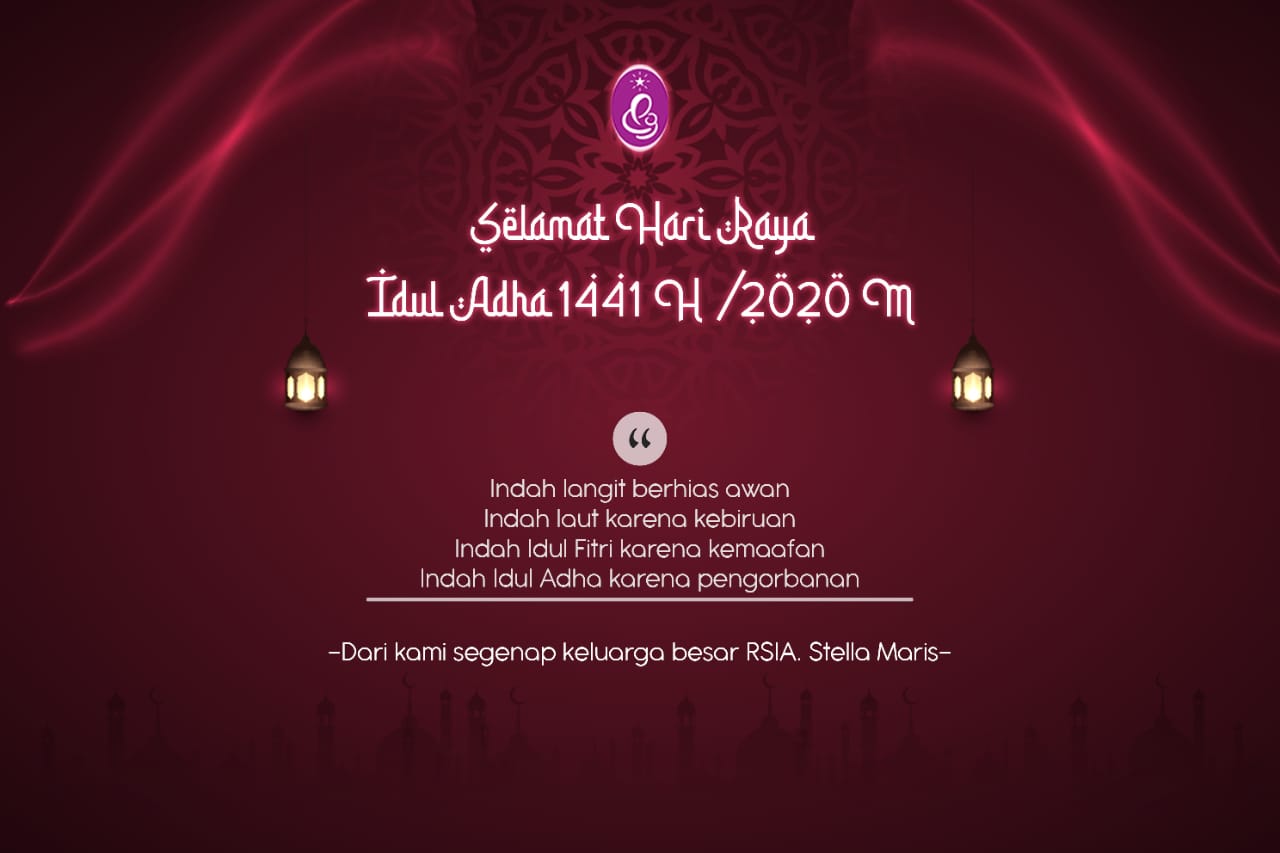 Selamat Hari Raya
Idul Adha 1441 H /2020 M
“
Indah langit berhias awan
Indah laut karena kebiruan
Indah Idul Fitri karena kemaafan
Indah Idul Adha karena pengorbanan
-Dari kami segenap keluarga besar RSIA. Stella Maris-